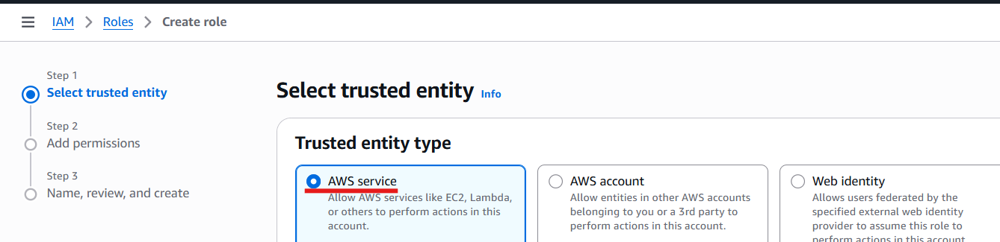 IAM > Roles > Create role
Step 1
Select trusted entity
Step 2
Add permissions
Step 3
Name, review, and create
Select trusted entity Info
Trusted entity type
AWS service
Allow AWS services like EC2, Lambda,
or others to perform actions in this
account.
AWS account
Allow entities in other AWS accounts
belonging to you or a 3rd party to
perform actions in this account.
Web identity
Allows users federated by the
specified external web identity
provider to assume this role to
perform actions in this account